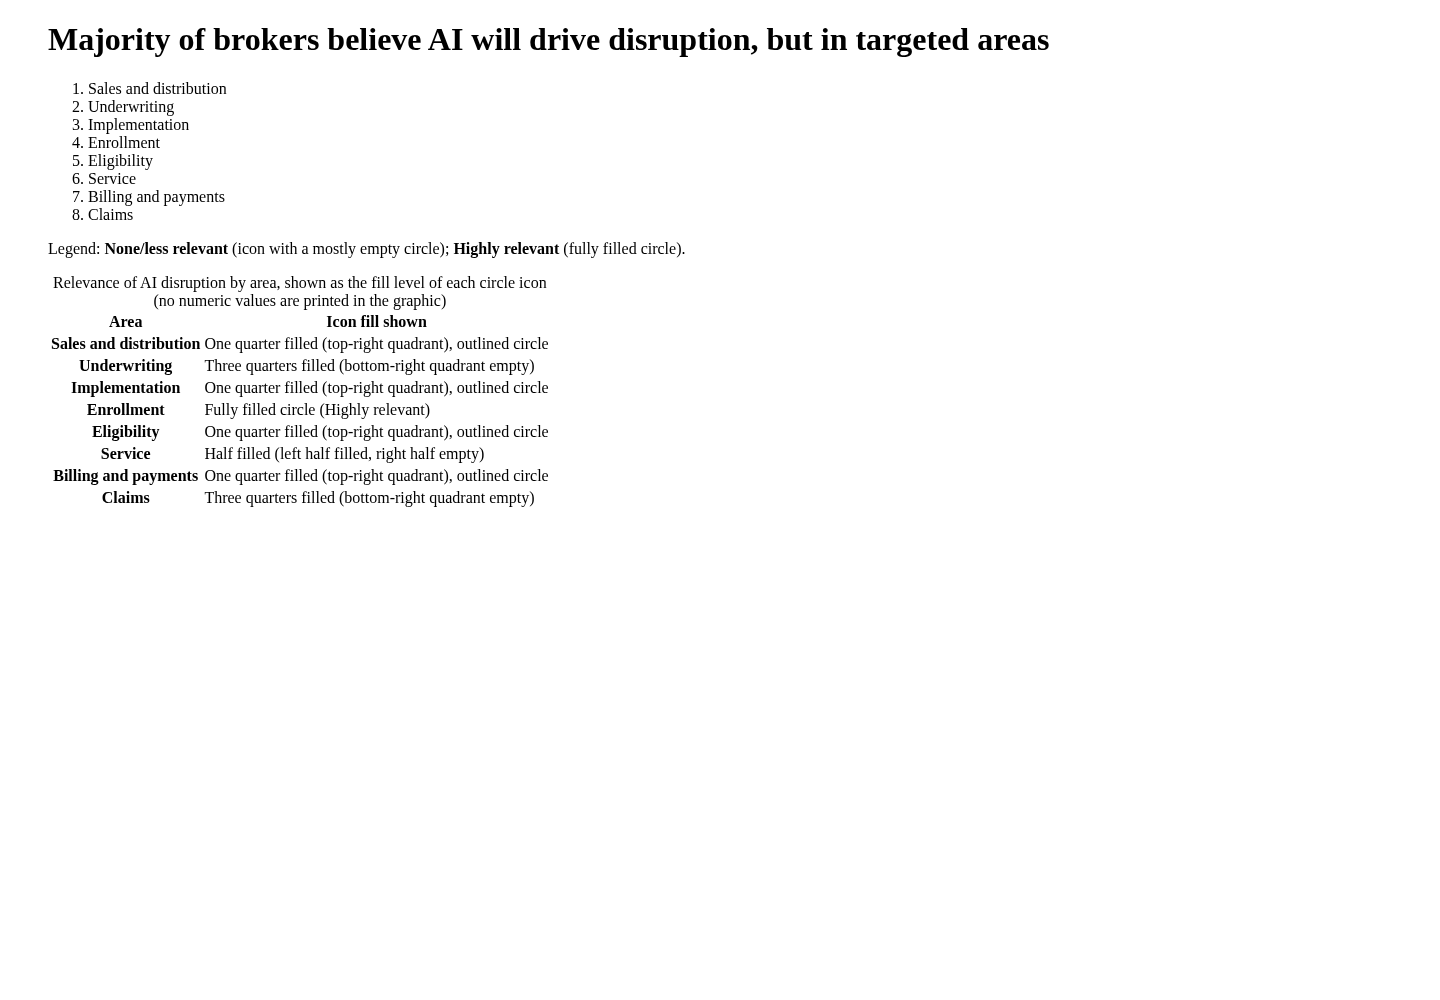 Majority of brokers believe AI will drive disruption, but in targeted areas
1. Sales and distribution
2. Underwriting
3. Implementation
4. Enrollment
5. Eligibility
6. Service
7. Billing and payments
8. Claims
Legend: None/less relevant (icon with a mostly empty circle); Highly relevant (fully filled circle).
Relevance of AI disruption by area, shown as the fill level of each circle icon
(no numeric values are printed in the graphic)
Area Icon fill shown
Sales and distribution One quarter filled (top-right quadrant), outlined circle
Underwriting Three quarters filled (bottom-right quadrant empty)
Implementation One quarter filled (top-right quadrant), outlined circle
Enrollment Fully filled circle (Highly relevant)
Eligibility One quarter filled (top-right quadrant), outlined circle
Service Half filled (left half filled, right half empty)
Billing and payments One quarter filled (top-right quadrant), outlined circle
Claims Three quarters filled (bottom-right quadrant empty)